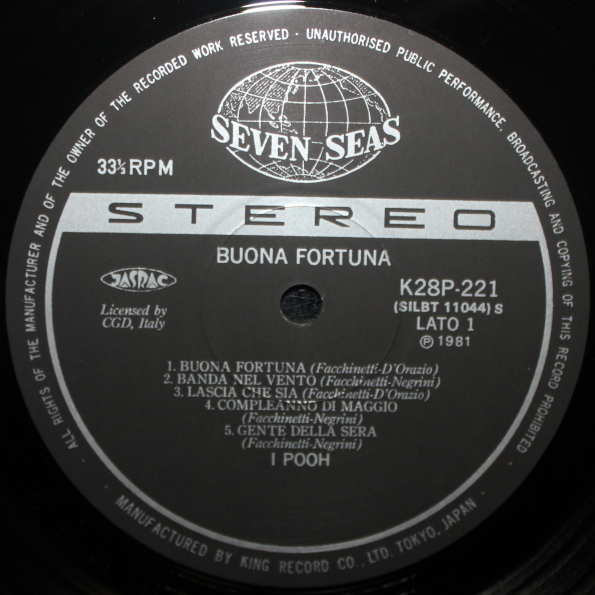 ALL RIGHTS OF THE MANUFACTURER AND OF THE OWNER OF THE RECORDED WORK RESERVED · UNAUTHORISED PUBLIC PERFORMANCE, BROADCASTING AND COPYING OF THIS RECORD PROHIBITED ·
SEVEN SEAS
33⅓ RPM
STEREO
BUONA FORTUNA
JASRAC
Licensed by
CGD, Italy
K28P-221
(SILBT 11044) S
LATO 1
Ⓟ 1981
1. BUONA FORTUNA (Facchinetti-D'Orazio)
2. BANDA NEL VENTO (Facchinetti-Negrini)
3. LASCIA CHE SIA (Facchinetti-D'Orazio)
4. COMPLEANNO DI MAGGIO
(Facchinetti-Negrini)
5. GENTE DELLA SERA
(Facchinetti-Negrini)
I POOH
MANUFACTURED BY KING RECORD CO., LTD. TOKYO, JAPAN ·